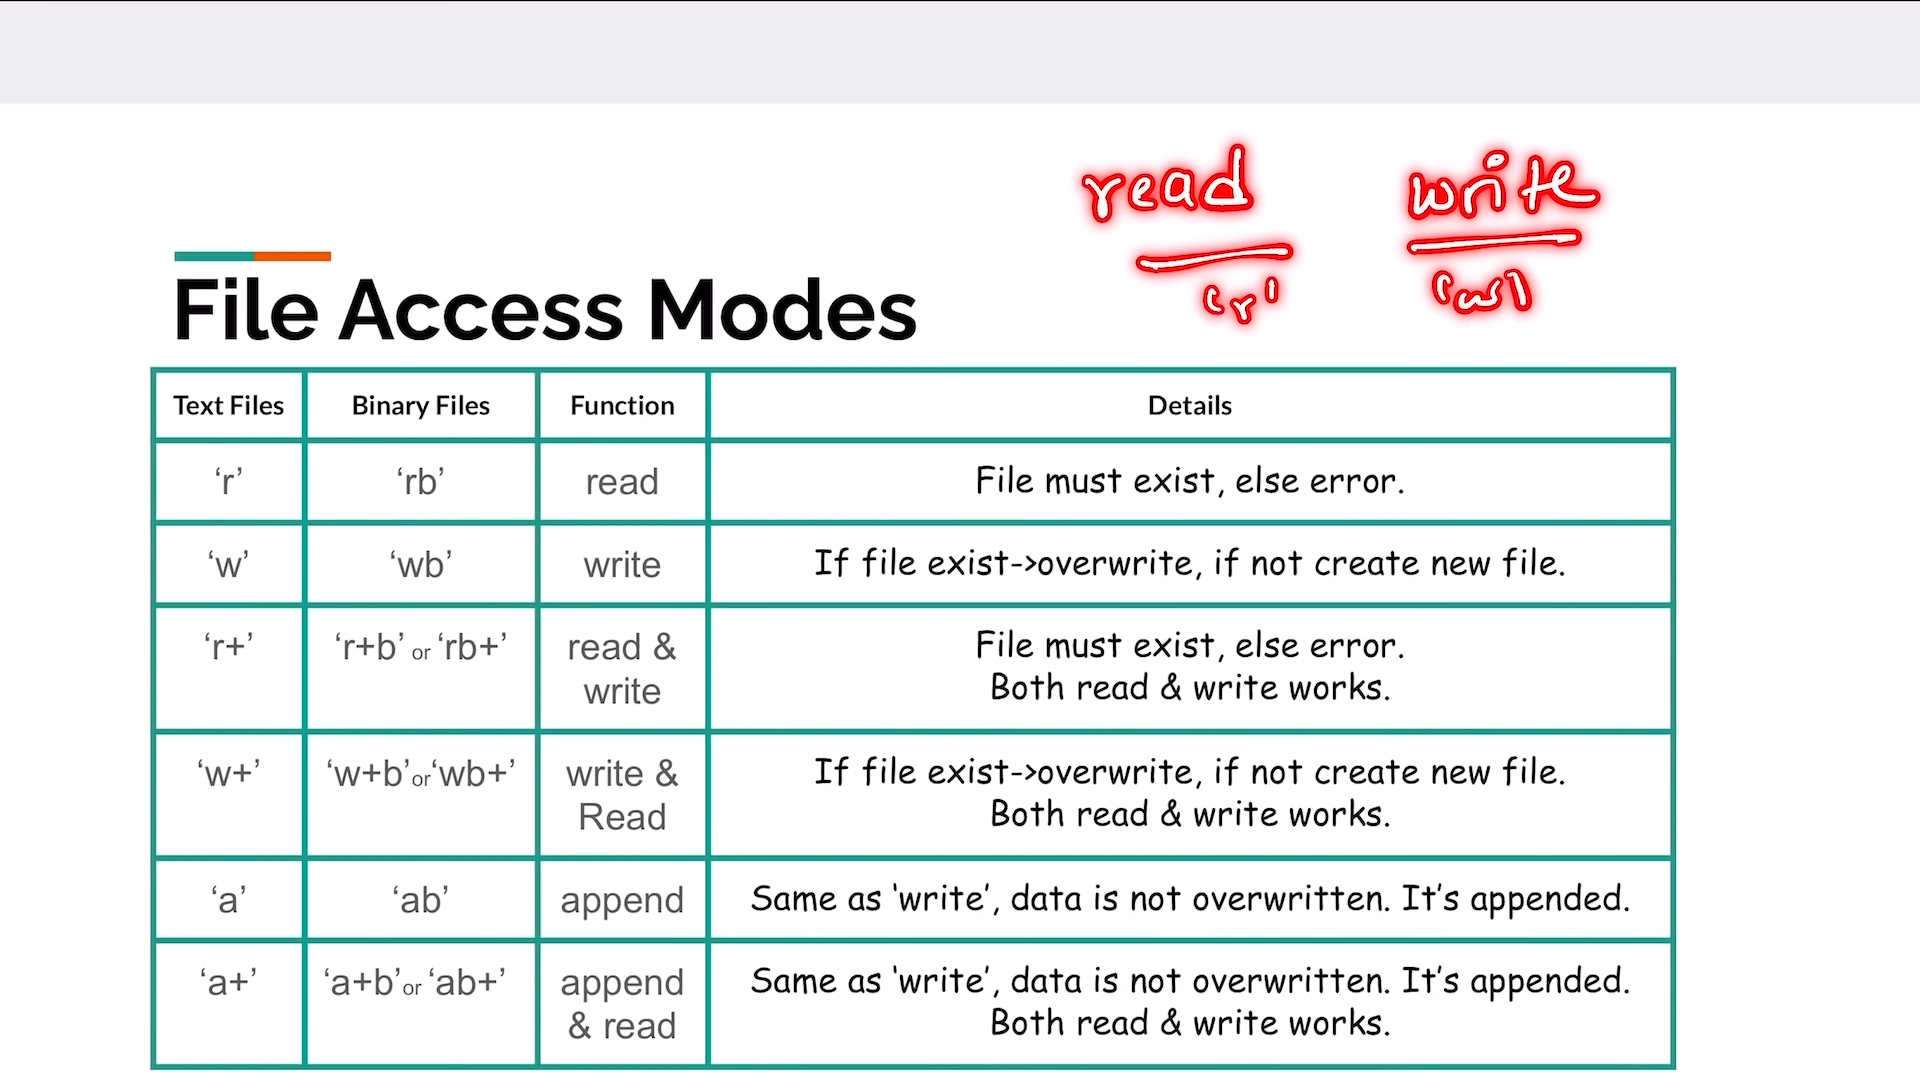 read write
'r' 'w'
File Access Modes
Text Files Binary Files Function Details
‘r’ ‘rb’ read File must exist, else error.
‘w’ ‘wb’ write If file exist->overwrite, if not create new file.
‘r+’ ‘r+b’ or ‘rb+’ read & File must exist, else error.
write Both read & write works.
‘w+’ ‘w+b’or‘wb+’ write & If file exist->overwrite, if not create new file.
Read Both read & write works.
‘a’ ‘ab’ append Same as ‘write’, data is not overwritten. It’s appended.
‘a+’ ‘a+b’or ‘ab+’ append Same as ‘write’, data is not overwritten. It’s appended.
& read Both read & write works.